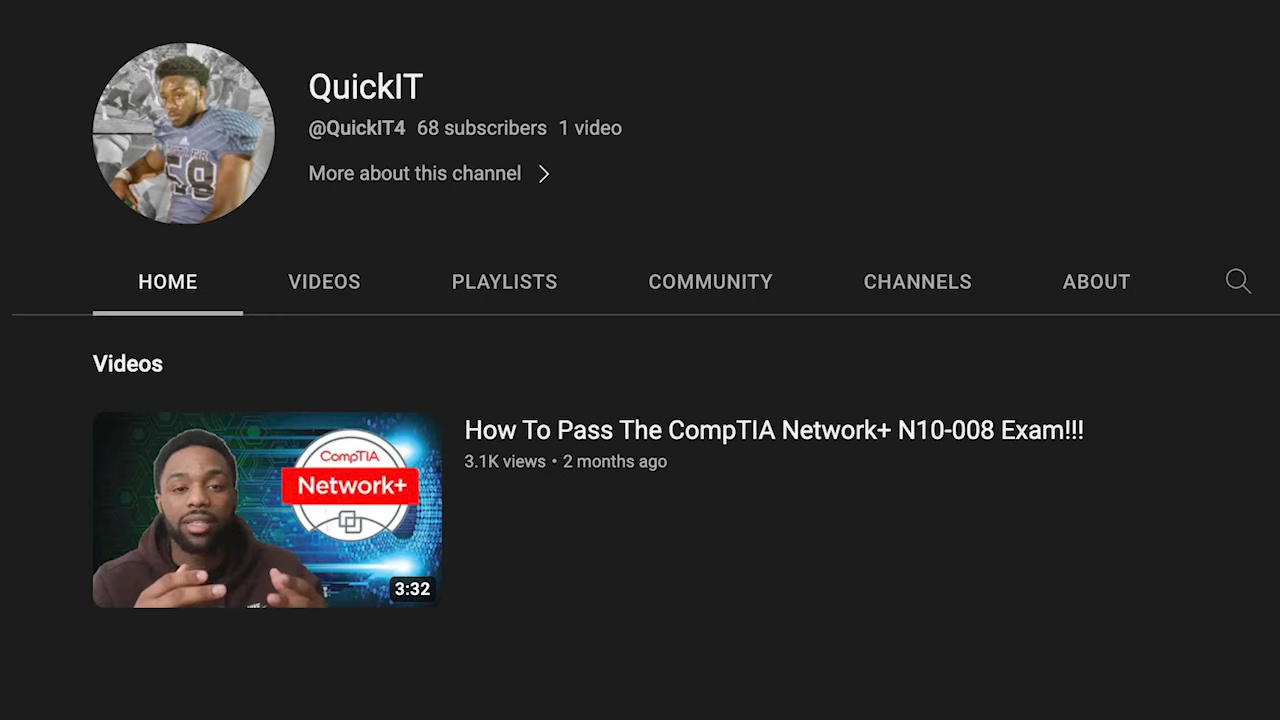 QuickIT
@QuickIT4 68 subscribers 1 video
More about this channel
HOME VIDEOS PLAYLISTS COMMUNITY CHANNELS ABOUT
Videos
How To Pass The CompTIA Network+ N10-008 Exam!!!
3.1K views • 2 months ago
CompTIA
Network+
3:32
58